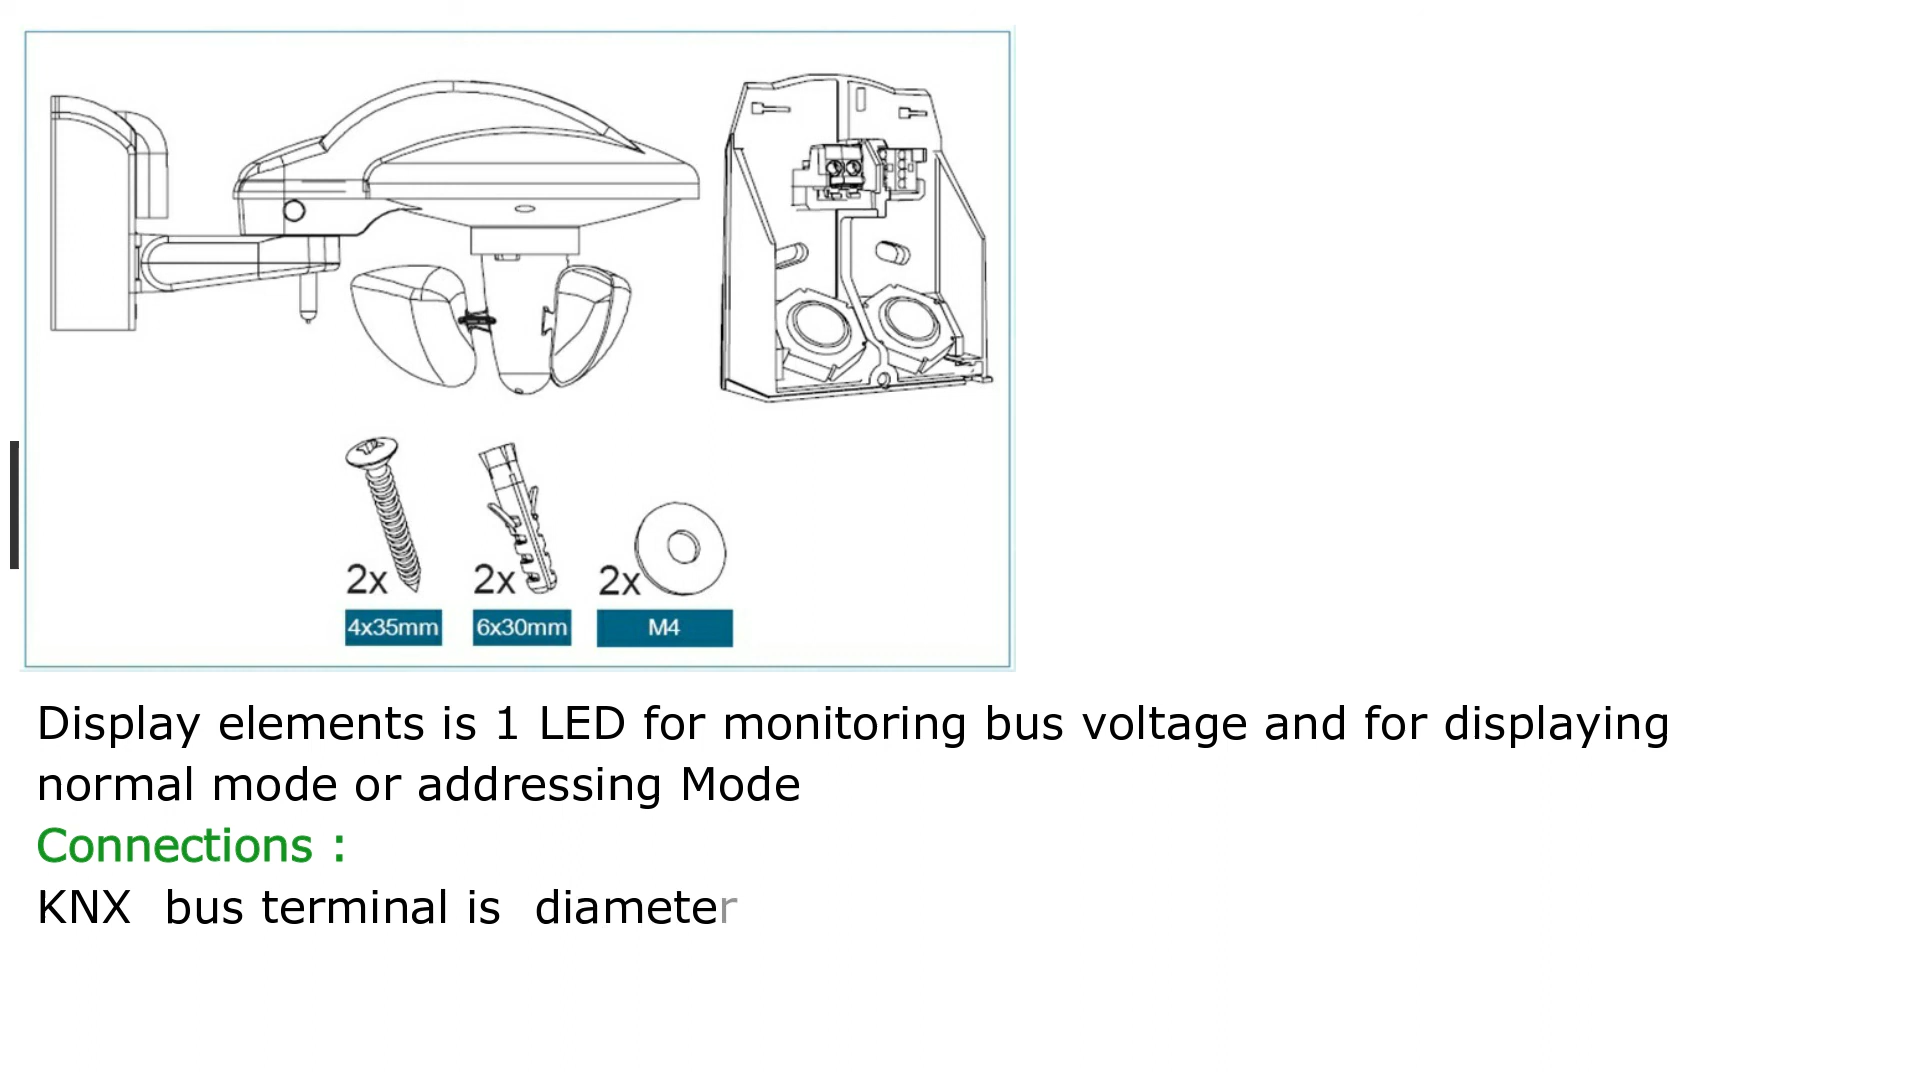 2x 2x 2x
4x35mm 6x30mm M4
Display elements is 1 LED for monitoring bus voltage and for displaying
normal mode or addressing Mode
Connections :
KNX  bus terminal is  diameter